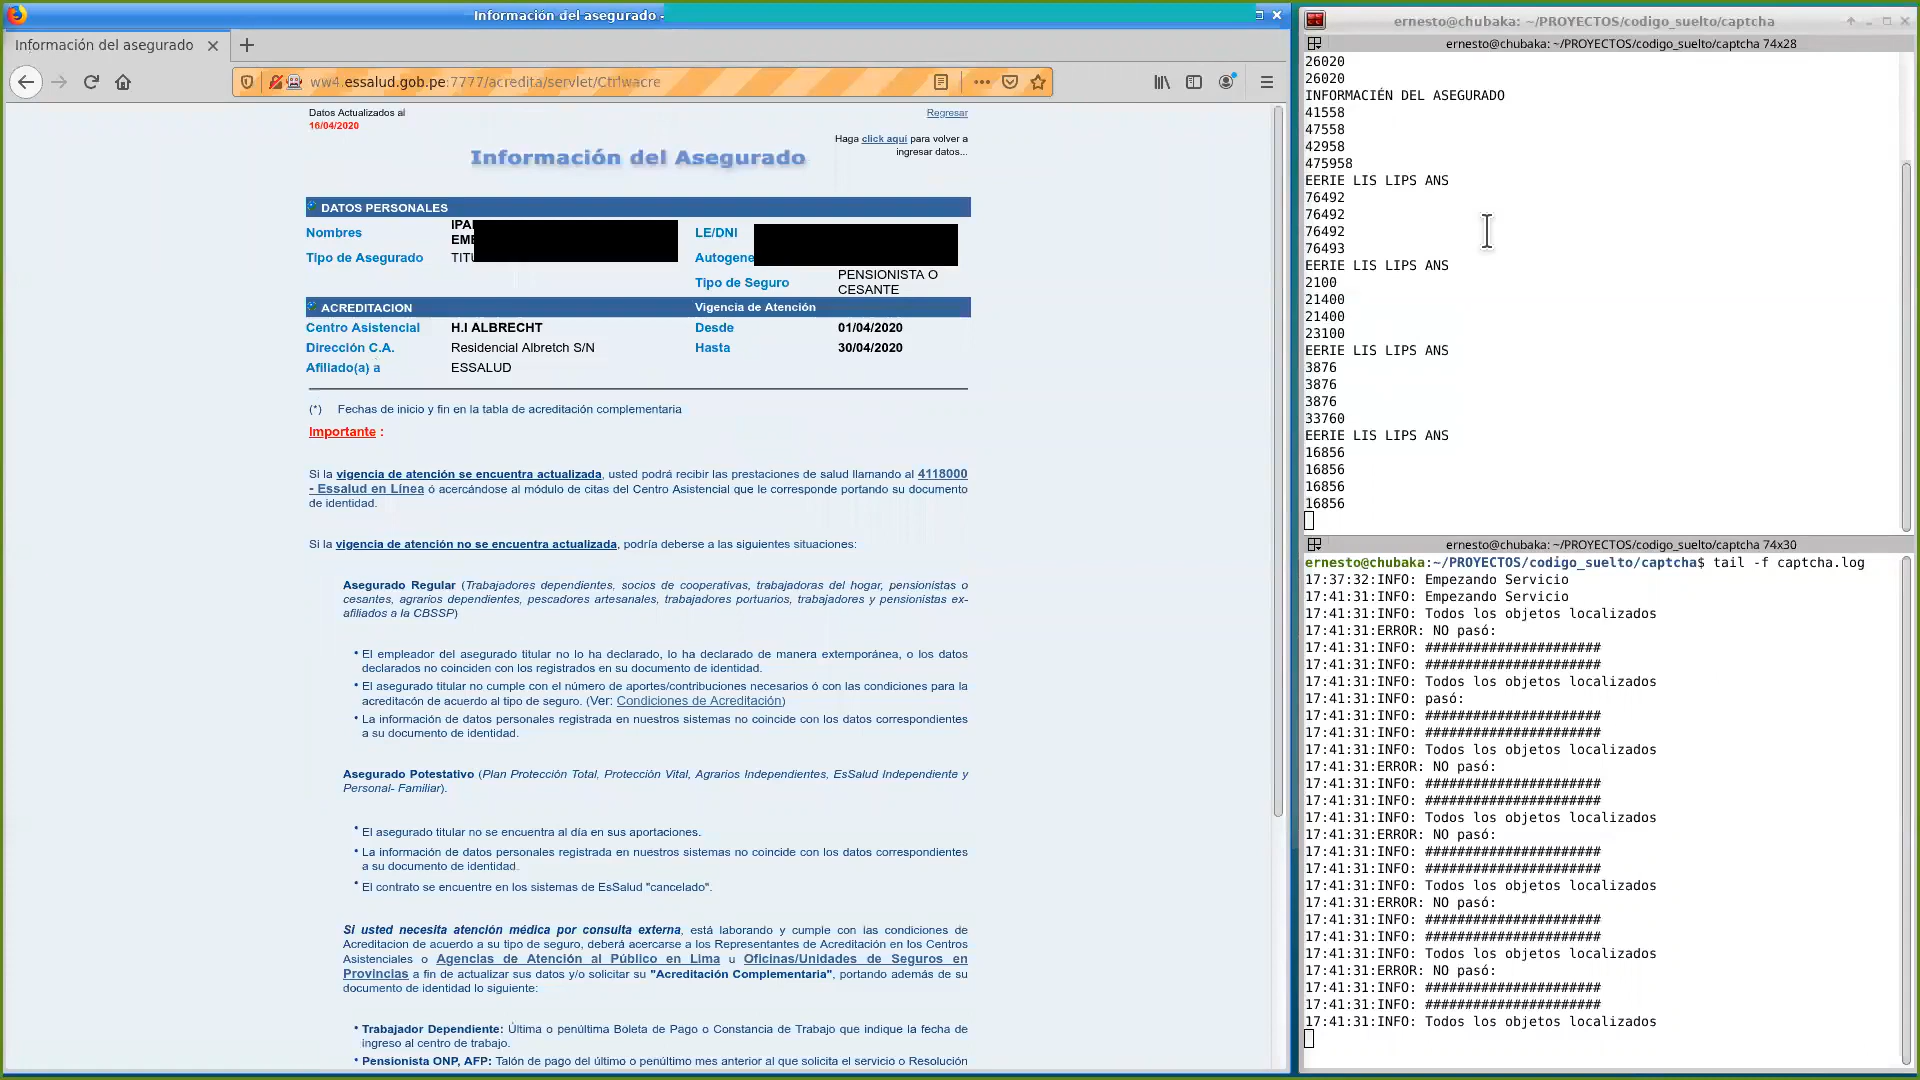 Información del asegurado -
Información del asegurado
ww4.essalud.gob.pe:7777/acredita/servlet/Ctrlwacre
Datos Actualizados al
16/04/2020
Regresar
Haga click aquí para volver a
ingresar datos...
Información del Asegurado
DATOS PERSONALES
Nombres
LE/DNI
Tipo de Asegurado
Autogene
Tipo de Seguro PENSIONISTA O
CESANTE
ACREDITACION Vigencia de Atención
Centro Asistencial H.I ALBRECHT Desde 01/04/2020
Dirección C.A. Residencial Albretch S/N Hasta 30/04/2020
Afiliado(a) a ESSALUD
(*) Fechas de inicio y fin en la tabla de acreditación complementaria
Importante :
Si la vigencia de atención se encuentra actualizada, usted podrá recibir las prestaciones de salud llamando al 4118000
- Essalud en Línea ó acercándose al módulo de citas del Centro Asistencial que le corresponde portando su documento
de identidad.
Si la vigencia de atención no se encuentra actualizada, podría deberse a las siguientes situaciones:
Asegurado Regular (Trabajadores dependientes, socios de cooperativas, trabajadoras del hogar, pensionistas o
cesantes, agrarios dependientes, pescadores artesanales, trabajadores portuarios, trabajadores y pensionistas ex-
afiliados a la CBSSP)
• El empleador del asegurado titular no lo ha declarado, lo ha declarado de manera extemporánea, o los datos
declarados no coinciden con los registrados en su documento de identidad.
• El asegurado titular no cumple con el número de aportes/contribuciones necesarios ó con las condiciones para la
acreditacón de acuerdo al tipo de seguro. (Ver: Condiciones de Acreditación)
• La información de datos personales registrada en nuestros sistemas no coincide con los datos correspondientes
a su documento de identidad.
Asegurado Potestativo (Plan Protección Total, Protección Vital, Agrarios Independientes, EsSalud Independiente y
Personal- Familiar).
• El asegurado titular no se encuentra al día en sus aportaciones.
• La información de datos personales registrada en nuestros sistemas no coincide con los datos correspondientes
a su documento de identidad.
• El contrato se encuentre en los sistemas de EsSalud "cancelado".
Si usted necesita atención médica por consulta externa, está laborando y cumple con las condiciones de
Acreditacion de acuerdo a su tipo de seguro, deberá acercarse a los Representantes de Acreditación en los Centros
Asistenciales o Agencias de Atención al Público en Lima u Oficinas/Unidades de Seguros en
Provincias a fin de actualizar sus datos y/o solicitar su "Acreditación Complementaria", portando además de su
documento de identidad lo siguiente:
• Trabajador Dependiente: Última o penúltima Boleta de Pago o Constancia de Trabajo que indique la fecha de
ingreso al centro de trabajo.
• Pensionista ONP, AFP: Talón de pago del último o penúltimo mes anterior al que solicita el servicio o Resolución
ernesto@chubaka: ~/PROYECTOS/codigo_suelto/captcha
ernesto@chubaka: ~/PROYECTOS/codigo_suelto/captcha 74x28
26020
26020
INFORMACIÉN DEL ASEGURADO
41558
47558
42958
475958
EERIE LIS LIPS ANS
76492
76492
76492
76493
EERIE LIS LIPS ANS
2100
21400
21400
23100
EERIE LIS LIPS ANS
3876
3876
3876
33760
EERIE LIS LIPS ANS
16856
16856
16856
16856
ernesto@chubaka: ~/PROYECTOS/codigo_suelto/captcha 74x30
ernesto@chubaka:~/PROYECTOS/codigo_suelto/captcha$ tail -f captcha.log
17:37:32:INFO: Empezando Servicio
17:41:31:INFO: Empezando Servicio
17:41:31:INFO: Todos los objetos localizados
17:41:31:ERROR: NO pasó:
17:41:31:INFO: ######################
17:41:31:INFO: ######################
17:41:31:INFO: Todos los objetos localizados
17:41:31:INFO: pasó:
17:41:31:INFO: ######################
17:41:31:INFO: ######################
17:41:31:INFO: Todos los objetos localizados
17:41:31:ERROR: NO pasó:
17:41:31:INFO: ######################
17:41:31:INFO: ######################
17:41:31:INFO: Todos los objetos localizados
17:41:31:ERROR: NO pasó:
17:41:31:INFO: ######################
17:41:31:INFO: ######################
17:41:31:INFO: Todos los objetos localizados
17:41:31:ERROR: NO pasó:
17:41:31:INFO: ######################
17:41:31:INFO: ######################
17:41:31:INFO: Todos los objetos localizados
17:41:31:ERROR: NO pasó:
17:41:31:INFO: ######################
17:41:31:INFO: ######################
17:41:31:INFO: Todos los objetos localizados